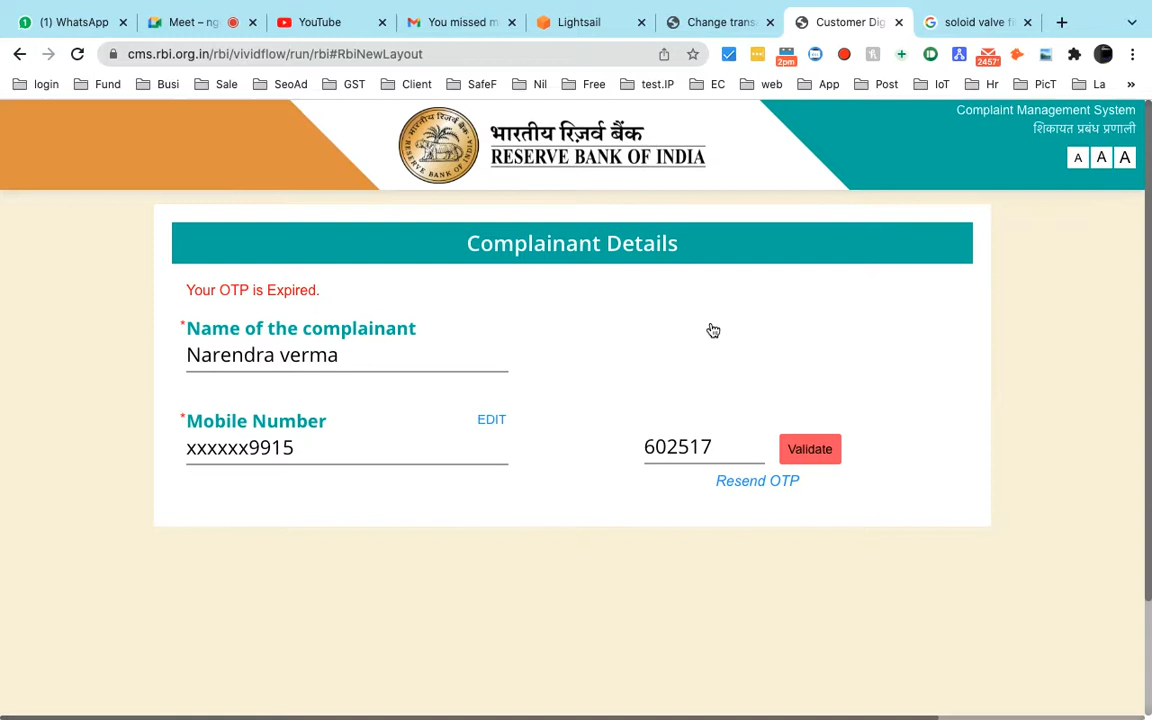 (1) WhatsApp
Meet – ng
YouTube
You missed m
Lightsail
Change trans
Customer Dig
soloid valve fi
cms.rbi.org.in/rbi/vividflow/run/rbi#RbiNewLayout
2pm
2457
login
Fund
Busi
Sale
SeoAd
GST
Client
SafeF
Nil
Free
test.IP
EC
web
App
Post
IoT
Hr
PicT
La
»
भारतीय रिज़र्व बैंक
RESERVE BANK OF INDIA
Complaint Management System
शिकायत प्रबंध प्रणाली
A A A
Complainant Details
Your OTP is Expired.
*Name of the complainant
Narendra verma
*Mobile Number
EDIT
xxxxxx9915
602517
Validate
Resend OTP